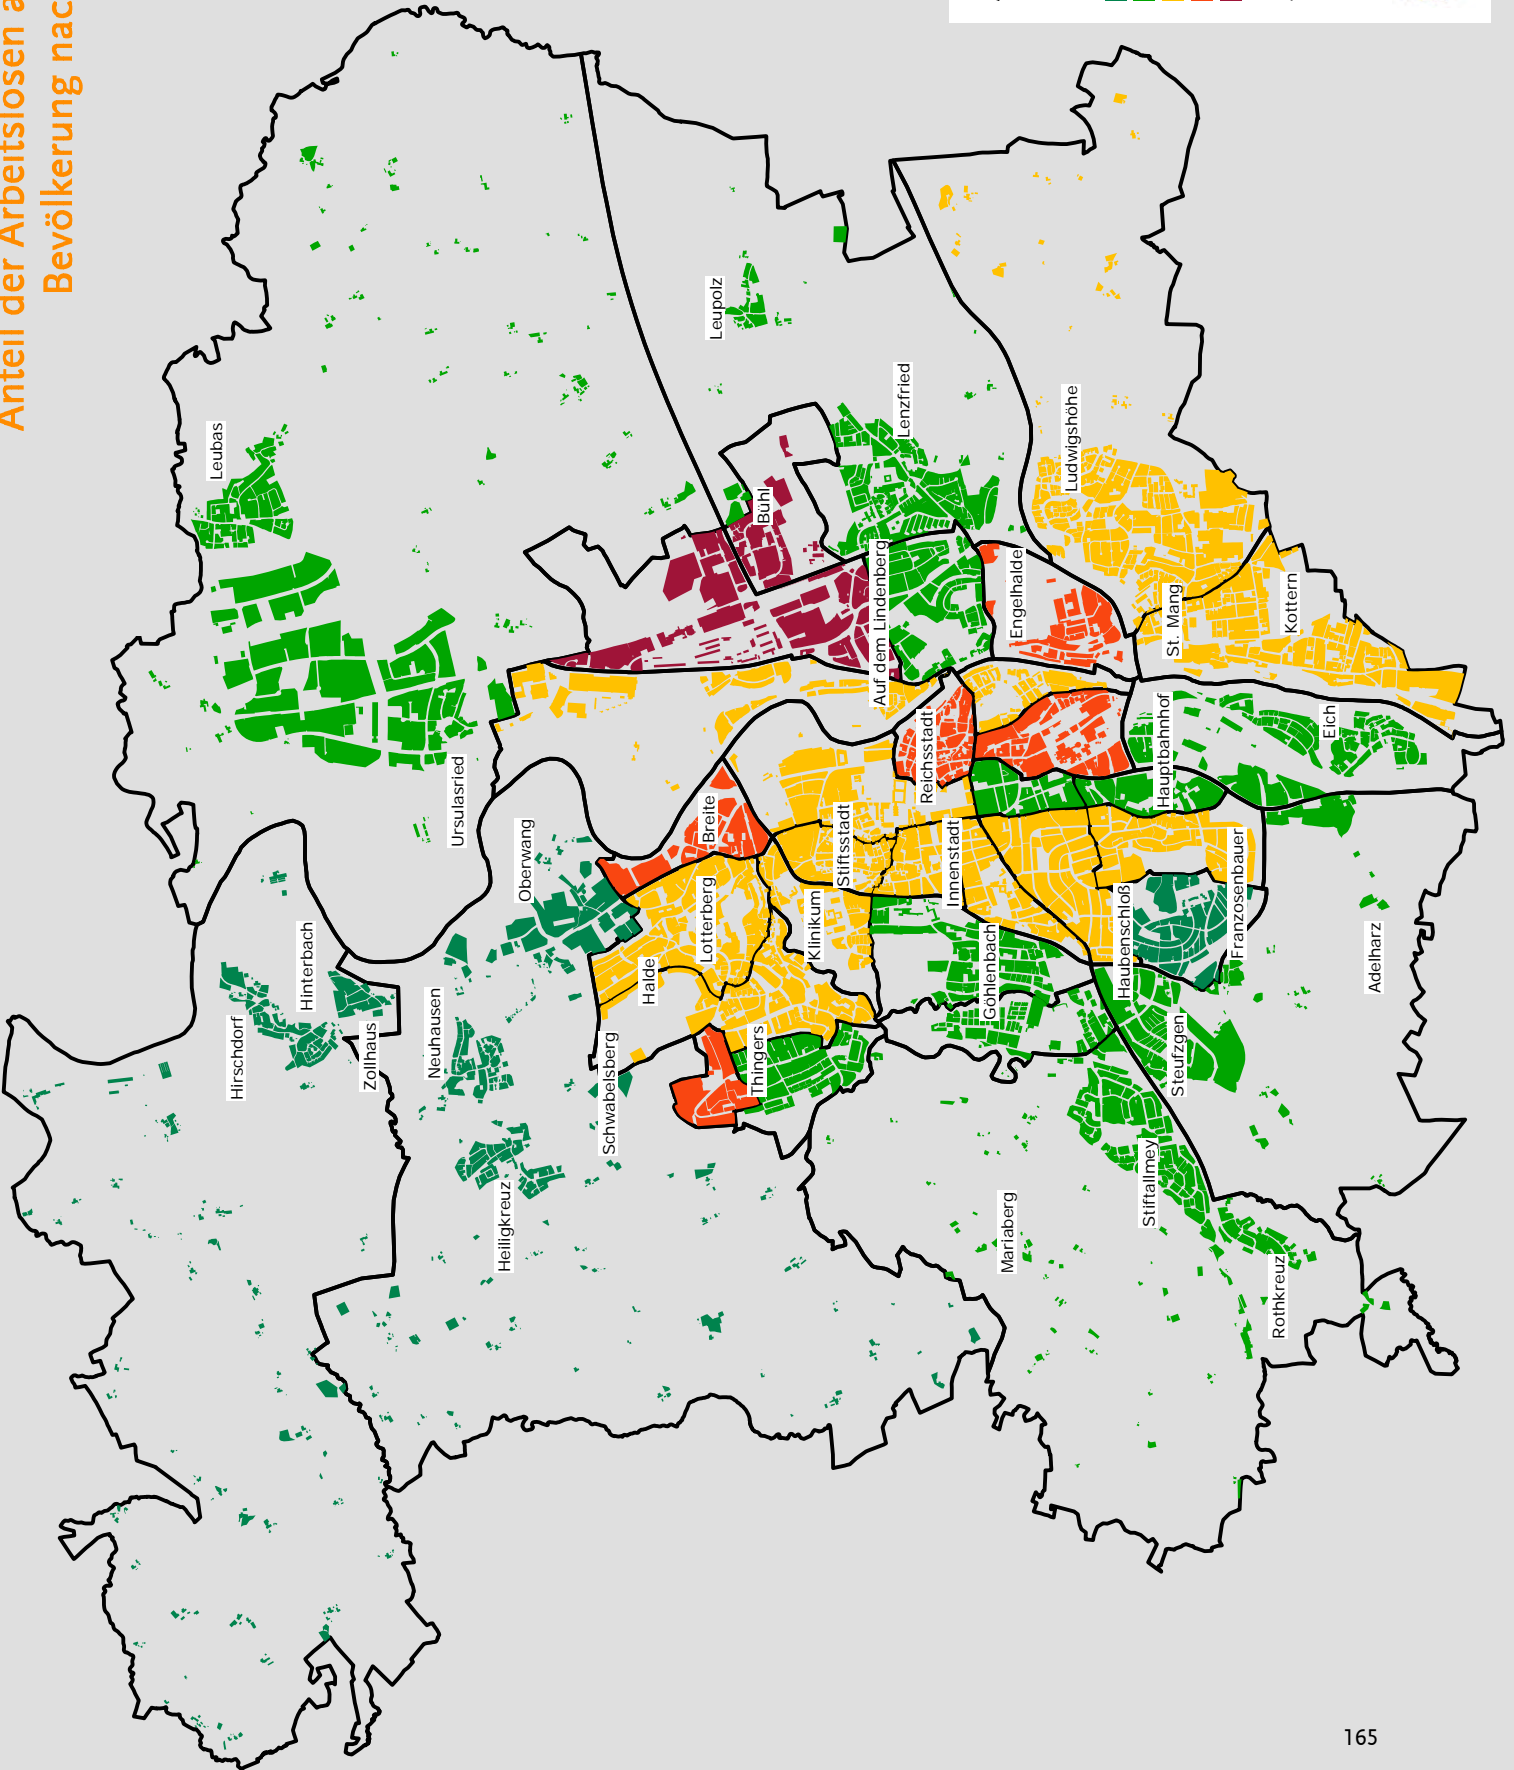 Anteil der Arbeitslosen
Bevölkerung
Leubas
Leupolz
Lenzfried
Ludwigshöhe
Bühl
Auf dem Lindenberg
Engelhalde
St. Mang
Kottern
Ursulasried
Oberwang
Breite
Reichsstadt
Hauptbahnhof
Eich
Stiftsstadt
Innenstadt
Lotterberg
Klinikum
Halde
Haubenschloß
Franzosenbauer
Göhlenbach
Adelharz
Hinterbach
Hirschdorf
Zollhaus
Neuhausen
Schwabelsberg
Thingers
Steufzgen
Heiligkreuz
Mariaberg
Stiftallmey
Rothkreuz
165